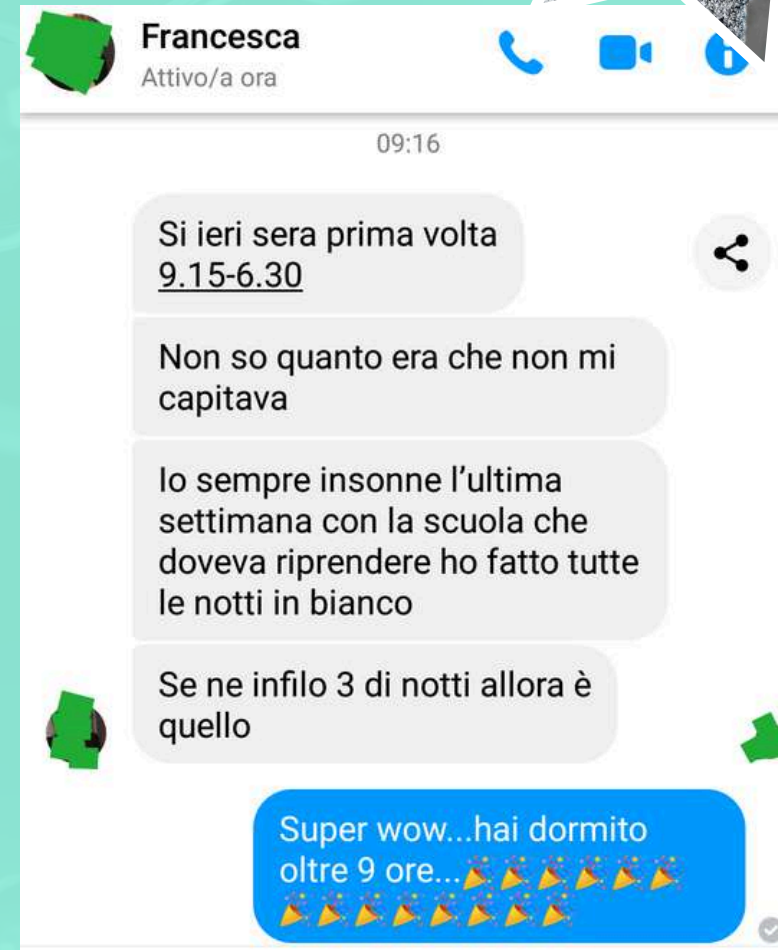 Francesca
Attivo/a ora
09:16
Si ieri sera prima volta
9.15-6.30
Non so quanto era che non mi
capitava
Io sempre insonne l'ultima
settimana con la scuola che
doveva riprendere ho fatto tutte
le notti in bianco
Se ne infilo 3 di notti allora è
quello
Super wow...hai dormito
oltre 9 ore...🎉🎉🎉🎉🎉🎉
🎉🎉🎉🎉🎉🎉🎉🎉